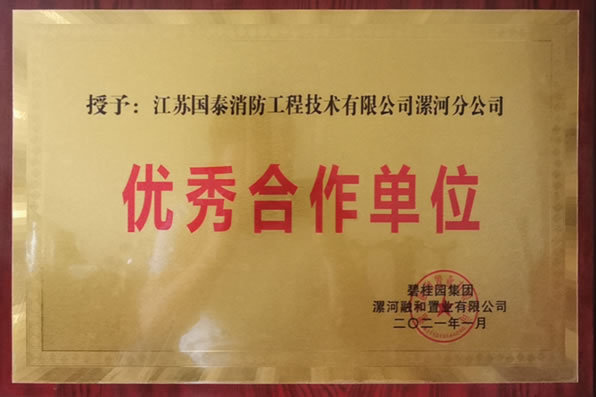 授予：江苏国泰消防工程技术有限公司漯河分公司
优秀合作单位
碧桂园集团
漯河融和置业有限公司
二〇二一年一月